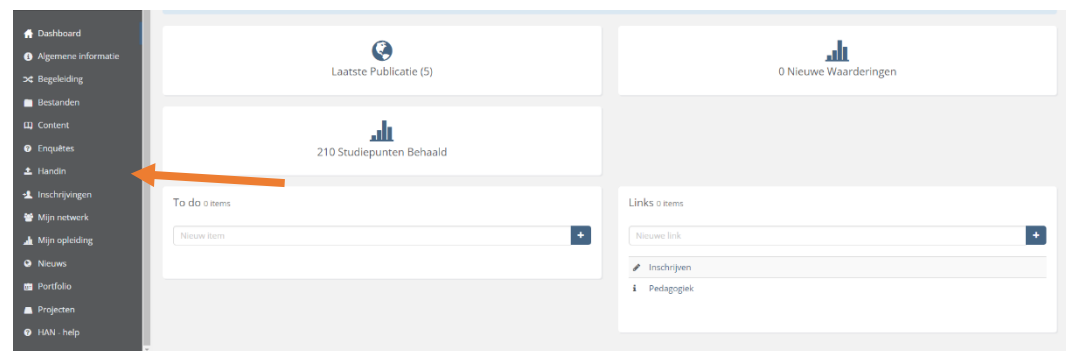 Dashboard
Algemene informatie
Begeleiding
Bestanden
Content
Enquêtes
Handin
Inschrijvingen
Mijn netwerk
Mijn opleiding
Nieuws
Portfolio
Projecten
HAN - help
Laatste Publicatie (5)
0 Nieuwe Waarderingen
210 Studiepunten Behaald
To do 0 items
Nieuw item
Links 0 items
Nieuwe link
Inschrijven
Pedagogiek